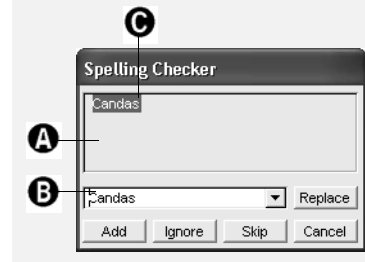 C
Spelling Checker
Candas
A
B
Candas Replace
Add Ignore Skip Cancel